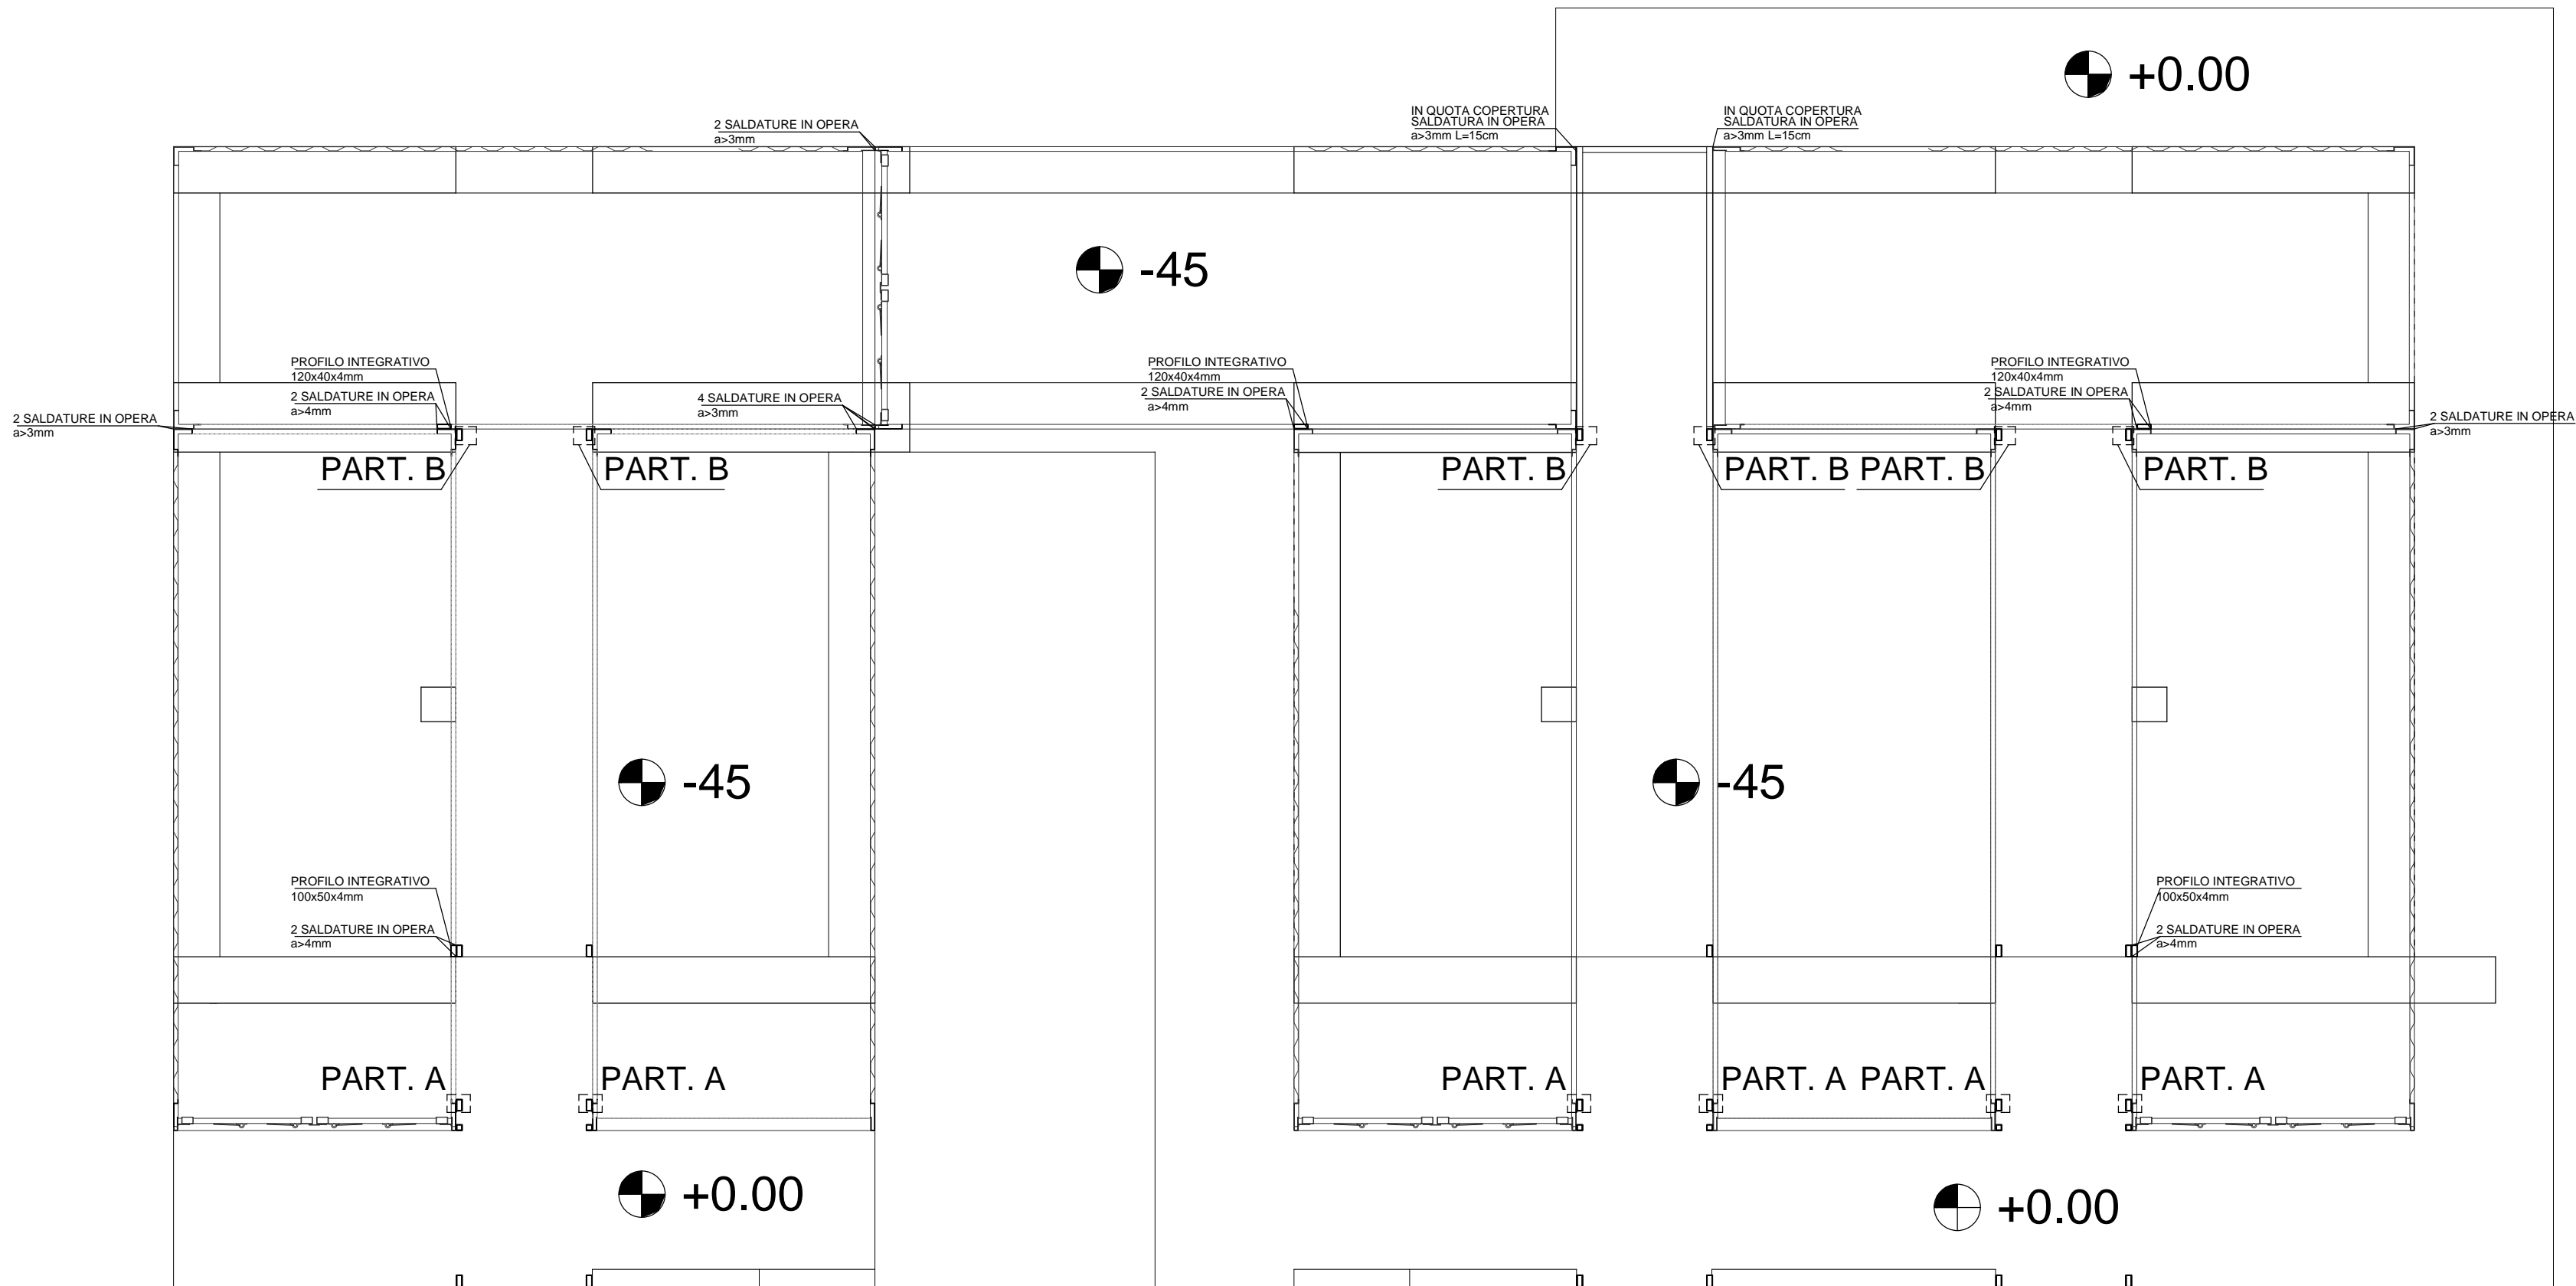 +0.00
IN QUOTA COPERTURA
SALDATURA IN OPERA
a>3mm L=15cm
IN QUOTA COPERTURA
SALDATURA IN OPERA
a>3mm L=15cm
2 SALDATURE IN OPERA
a>3mm
-45
PROFILO INTEGRATIVO
120x40x4mm
2 SALDATURE IN OPERA
a>4mm
PROFILO INTEGRATIVO
120x40x4mm
2 SALDATURE IN OPERA
a>4mm
PROFILO INTEGRATIVO
120x40x4mm
2 SALDATURE IN OPERA
a>4mm
2 SALDATURE IN OPERA
a>3mm
4 SALDATURE IN OPERA
a>3mm
2 SALDATURE IN OPERA
a>3mm
PART. B
PART. B
PART. B
PART. B
PART. B
PART. B
-45
-45
PROFILO INTEGRATIVO
100x50x4mm
2 SALDATURE IN OPERA
a>4mm
PROFILO INTEGRATIVO
100x50x4mm
2 SALDATURE IN OPERA
a>4mm
PART. A
PART. A
PART. A
PART. A
PART. A
PART. A
+0.00
+0.00